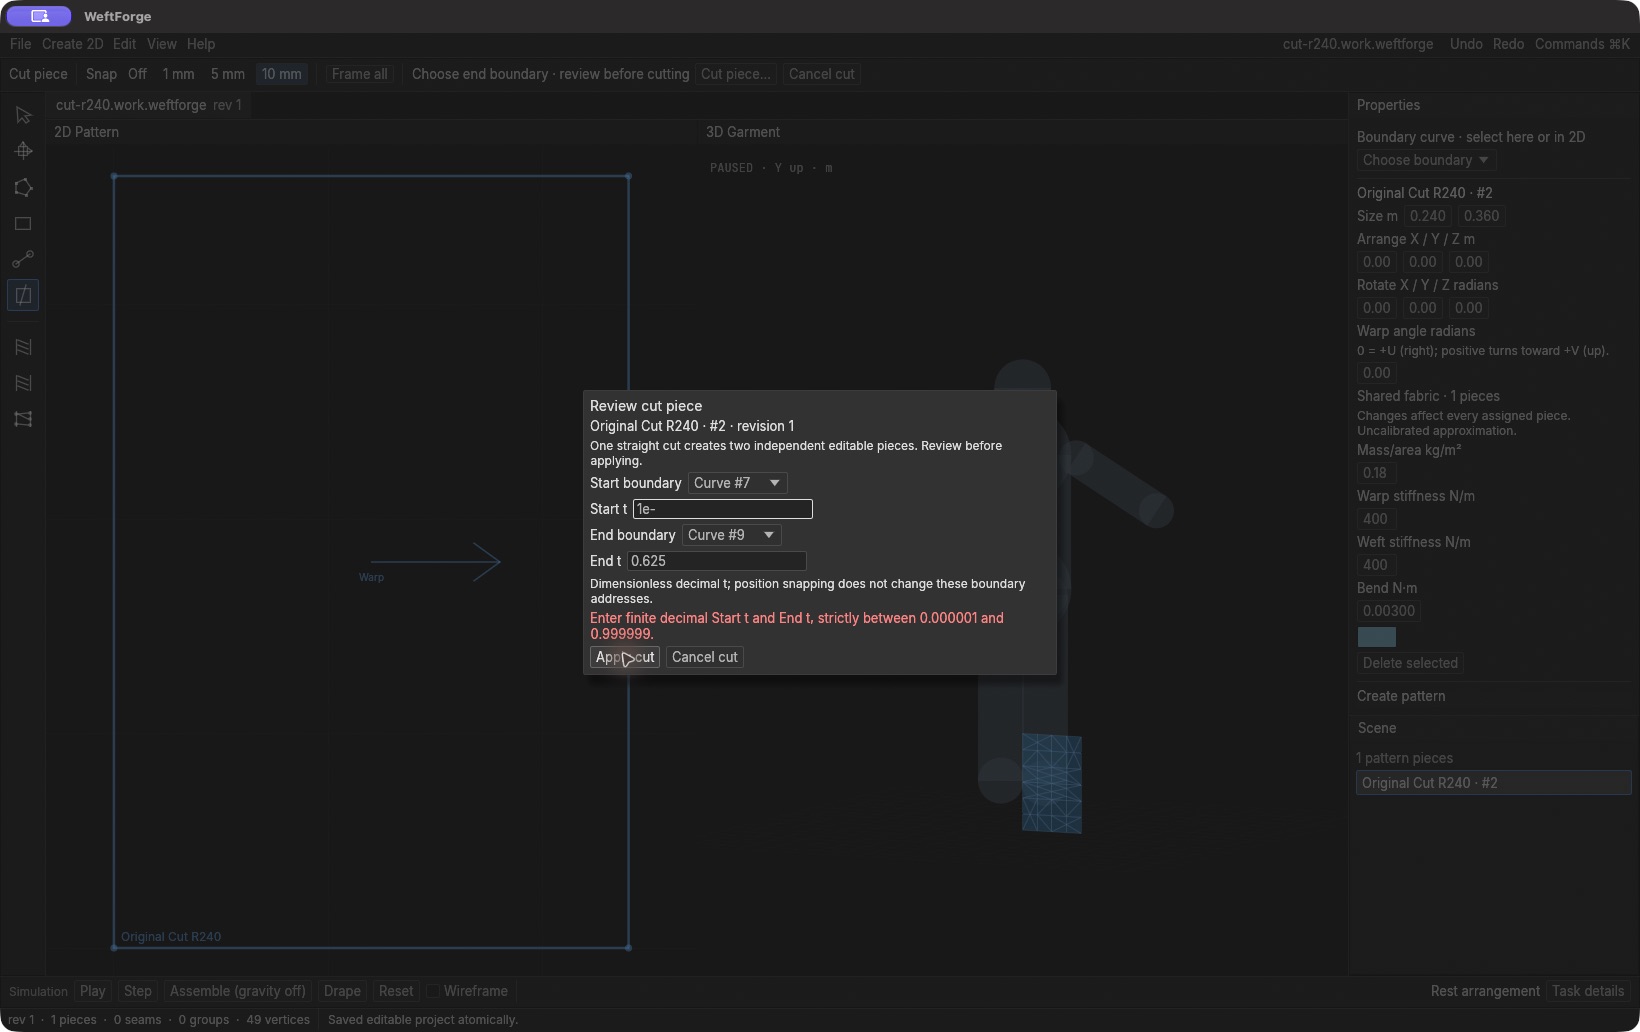 WeftForge
File Create 2D Edit View Help
cut-r240.work.weftforge Undo Redo Commands ⌘K
Cut piece Snap Off 1 mm 5 mm 10 mm Frame all Choose end boundary · review before cutting Cut piece... Cancel cut
cut-r240.work.weftforge rev 1
2D Pattern
3D Garment
PAUSED · Y up · m
Warp
Original Cut R240
Review cut piece
Original Cut R240 · #2 · revision 1
One straight cut creates two independent editable pieces. Review before
applying.
Start boundary Curve #7
Start t 1e-
End boundary Curve #9
End t 0.625
Dimensionless decimal t; position snapping does not change these boundary
addresses.
Enter finite decimal Start t and End t, strictly between 0.000001 and
0.999999.
cut Cancel cut
Properties
Boundary curve · select here or in 2D
Choose boundary
Original Cut R240 · #2
Size m 0.240 0.360
Arrange X / Y / Z m
0.00 0.00 0.00
Rotate X / Y / Z radians
0.00 0.00 0.00
Warp angle radians
0 = +U (right); positive turns toward +V (up).
0.00
Shared fabric · 1 pieces
Changes affect every assigned piece.
Uncalibrated approximation.
Mass/area kg/m²
0.18
Warp stiffness N/m
400
Weft stiffness N/m
400
Bend N·m
0.00300
Delete selected
Create pattern
Scene
1 pattern pieces
Original Cut R240 · #2
Simulation Play Step Assemble (gravity off) Drape Reset Wireframe
Rest arrangement Task details
rev 1 · 1 pieces · 0 seams · 0 groups · 49 vertices Saved editable project atomically.